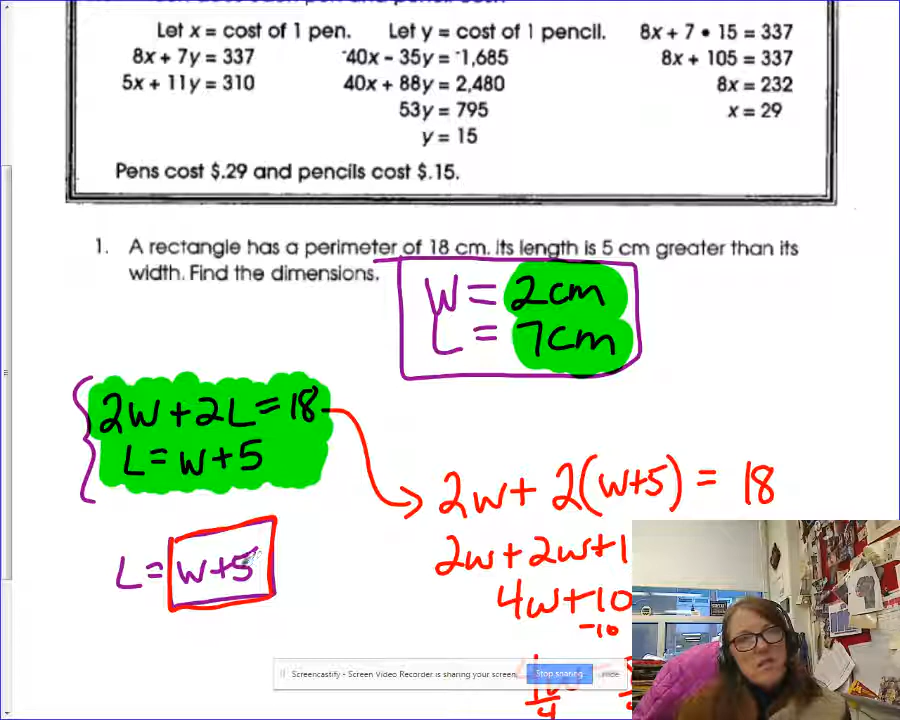 Let x = cost of 1 pen. Let y = cost of 1 pencil. 8x + 7 • 15 = 337
8x + 7y = 337 ⁻40x – 35y = ⁻1,685 8x + 105 = 337
5x + 11y = 310 40x + 88y = 2,480 8x = 232
53y = 795 x = 29
y = 15
Pens cost $.29 and pencils cost $.15.
1. A rectangle has a perimeter of 18 cm. Its length is 5 cm greater than its
width. Find the dimensions.
W = 2cm
L = 7cm
2W + 2L = 18
L = W + 5
L = W + 5
2W + 2(W+5) = 18
2W + 2W + 1
4W + 10
-10
4
Screencastify - Screen Video Recorder is sharing your screen.
Stop sharing
Hide